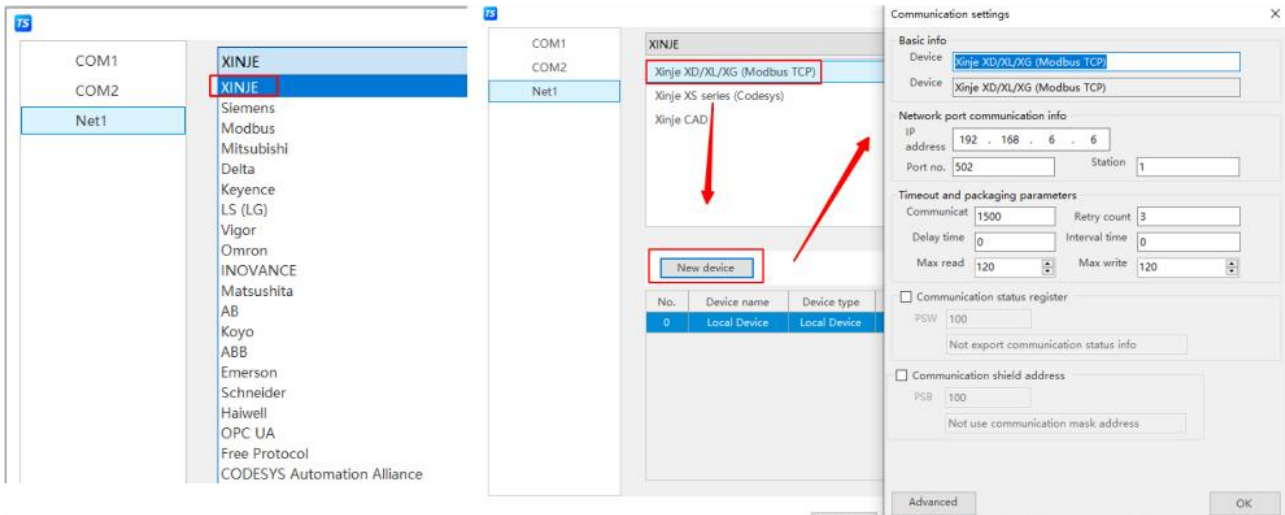 TS
COM1
COM2
Net1
XINJE
XINJE
Siemens
Modbus
Mitsubishi
Delta
Keyence
LS (LG)
Vigor
Omron
INOVANCE
Matsushita
AB
Koyo
ABB
Emerson
Schneider
Haiwell
OPC UA
Free Protocol
CODESYS Automation Alliance
TS
COM1
COM2
Net1
XINJE
Xinje XD/XL/XG (Modbus TCP)
Xinje XS series (Codesys)
Xinje CAD
New device
No. Device name Device type
0 Local Device Local Device
Communication settings
Basic info
Device Xinje XD/XL/XG (Modbus TCP)
Device Xinje XD/XL/XG (Modbus TCP)
Network port communication info
IP address 192 . 168 . 6 . 6
Port no. 502 Station 1
Timeout and packaging parameters
Communicat 1500 Retry count 3
Delay time 0 Interval time 0
Max read 120 Max write 120
Communication status register
PSW 100
Not export communication status info
Communication shield address
PSB 100
Not use communication mask address
Advanced OK